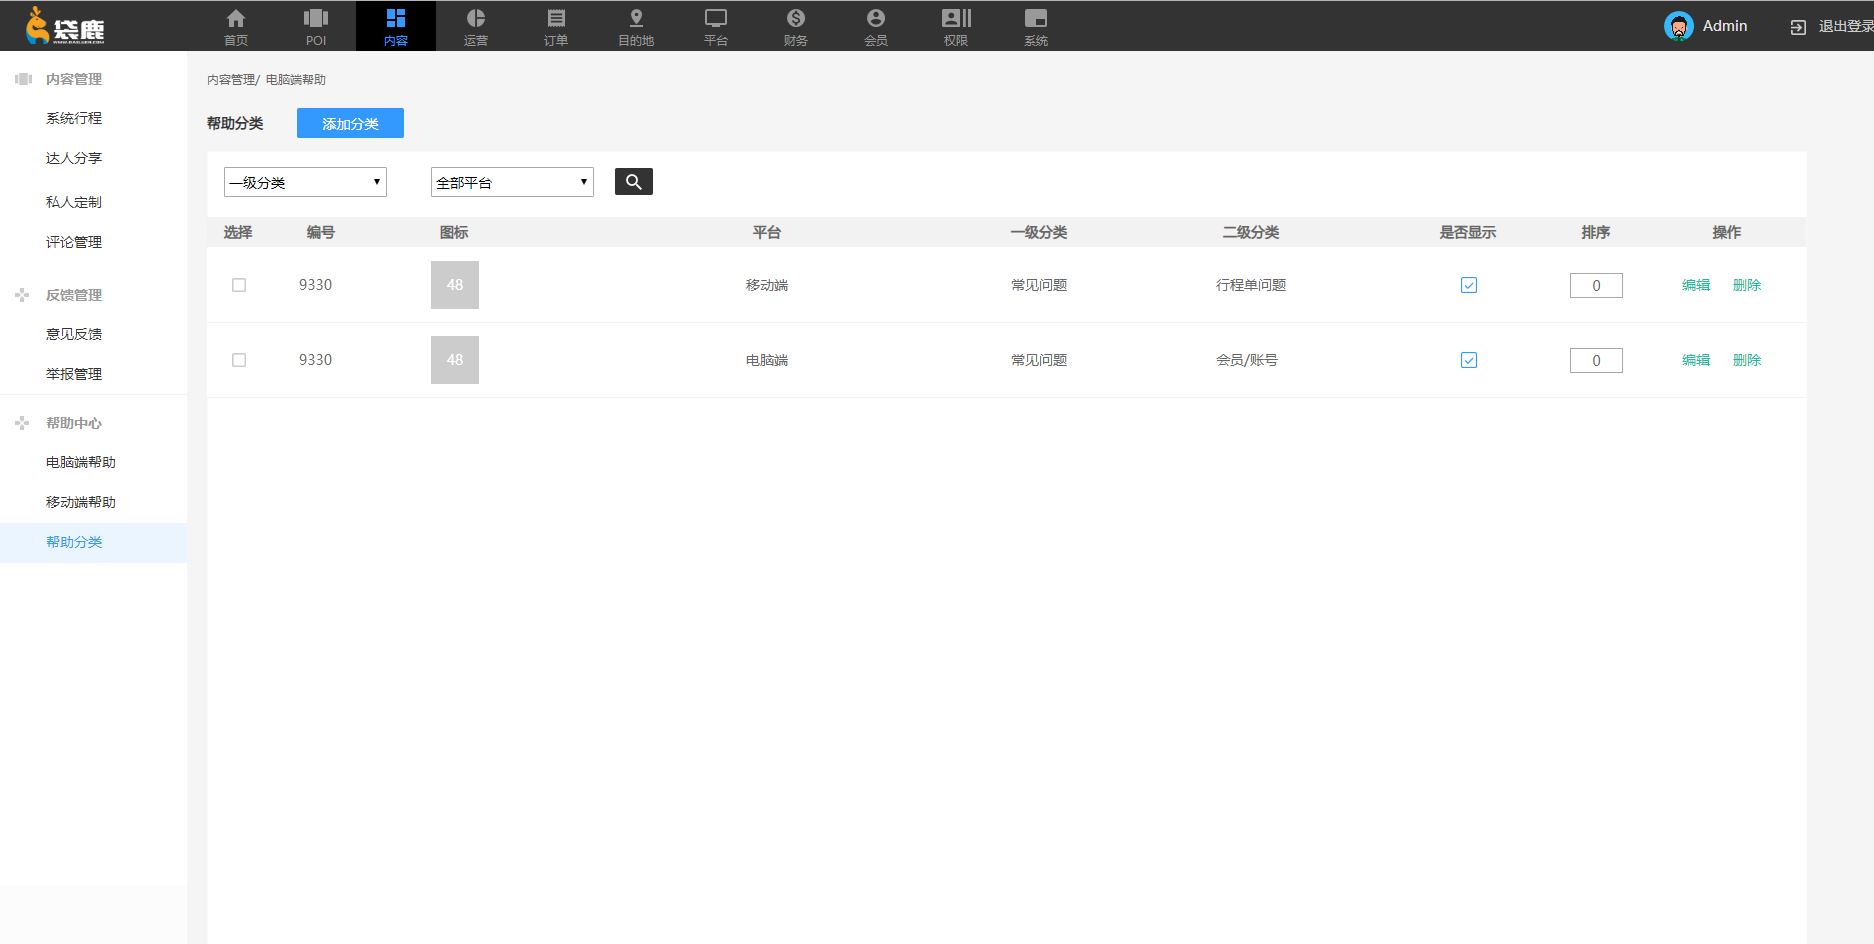 袋鹿
首页 POI 内容 运营 订单 目的地 平台 财务 会员 权限 系统 Admin 退出登录
内容管理
系统行程
达人分享
私人定制
评论管理
反馈管理
意见反馈
举报管理
帮助中心
电脑端帮助
移动端帮助
帮助分类
内容管理/ 电脑端帮助
帮助分类 添加分类
一级分类 全部平台
选择 编号 图标 平台 一级分类 二级分类 是否显示 排序 操作
9330 48 移动端 常见问题 行程单问题 0 编辑 删除
9330 48 电脑端 常见问题 会员/账号 0 编辑 删除